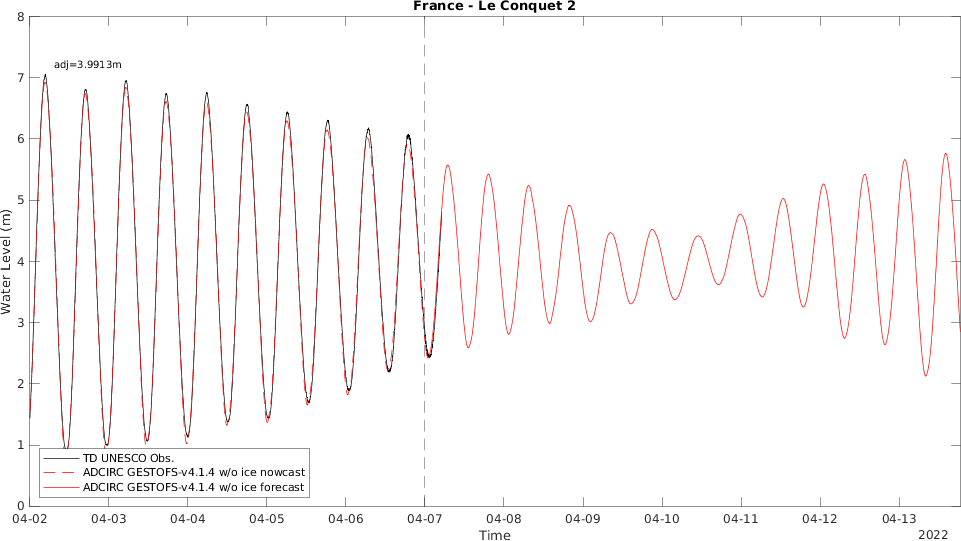 France - Le Conquet 2
adj=3.9913m
8
7
6
5
4
3
2
1
0
Water Level (m)
TD UNESCO Obs.
ADCIRC GESTOFS-v4.1.4 w/o ice nowcast
ADCIRC GESTOFS-v4.1.4 w/o ice forecast
04-02 04-03 04-04 04-05 04-06 04-07 04-08 04-09 04-10 04-11 04-12 04-13
Time
2022